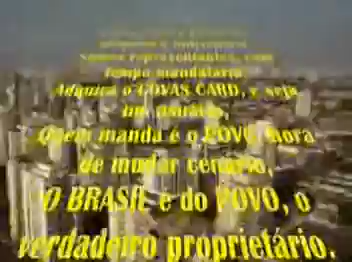 Somos representantes, com
tempo mandatário
Adquira o COVAS CARD, e seja
um usuário,
Quem manda é o POVO, hora
de mudar cenário,
O BRASIL e do POVO, o
verdadeiro proprietário.